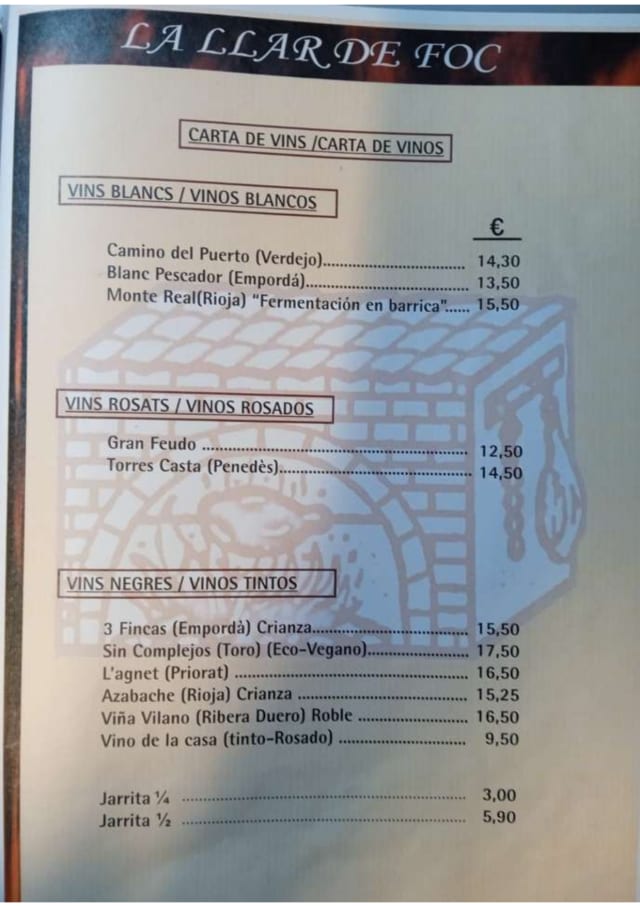 LA LLAR DE FOC
CARTA DE VINS /CARTA DE VINOS
VINS BLANCS / VINOS BLANCOS
€
Camino del Puerto (Verdejo)................................ 14,30
Blanc Pescador (Empordá)..................................... 13,50
Monte Real(Rioja) "Fermentación en barrica"...... 15,50
VINS ROSATS / VINOS ROSADOS
Gran Feudo ............................................................ 12,50
Torres Casta (Penedès)........................................... 14,50
VINS NEGRES / VINOS TINTOS
3 Fincas (Empordà) Crianza................................... 15,50
Sin Complejos (Toro) (Eco-Vegano)....................... 17,50
L'agnet (Priorat) ..................................................... 16,50
Azabache (Rioja) Crianza ...................................... 15,25
Viña Vilano (Ribera Duero) Roble ........................ 16,50
Vino de la casa (tinto-Rosado) ............................. 9,50
Jarrita ¼ ................................................................ 3,00
Jarrita ½ ................................................................ 5,90